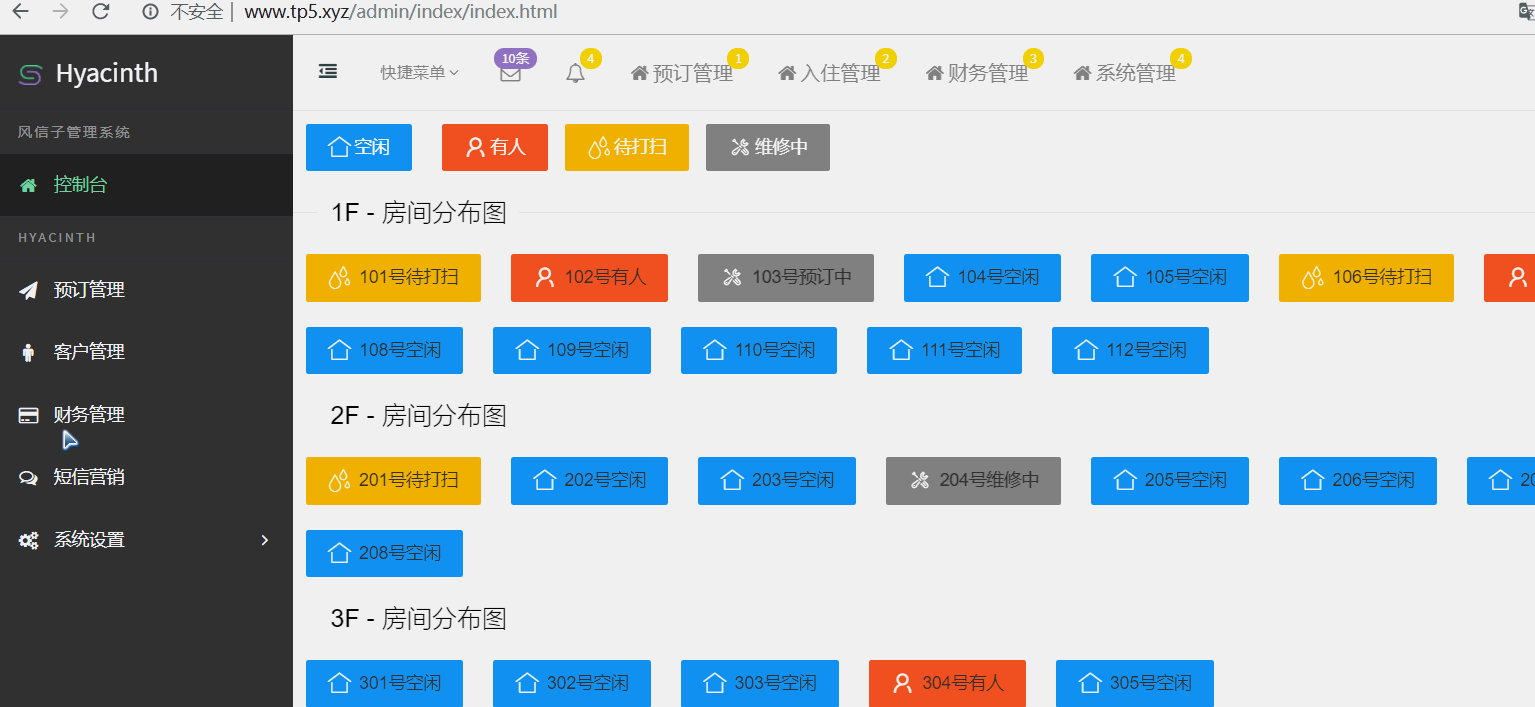 不安全 | www.tp5.xyz/admin/index/index.html
Hyacinth
风信子管理系统
控制台
HYACINTH
预订管理
客户管理
财务管理
短信营销
系统设置
快捷菜单
10条
4
预订管理 1
入住管理 2
财务管理 3
系统管理 4
空闲 有人 待打扫 维修中
1F - 房间分布图
101号待打扫 102号有人 103号预订中 104号空闲 105号空闲 106号待打扫
108号空闲 109号空闲 110号空闲 111号空闲 112号空闲
2F - 房间分布图
201号待打扫 202号空闲 203号空闲 204号维修中 205号空闲 206号空闲 20
208号空闲
3F - 房间分布图
301号空闲 302号空闲 303号空闲 304号有人 305号空闲